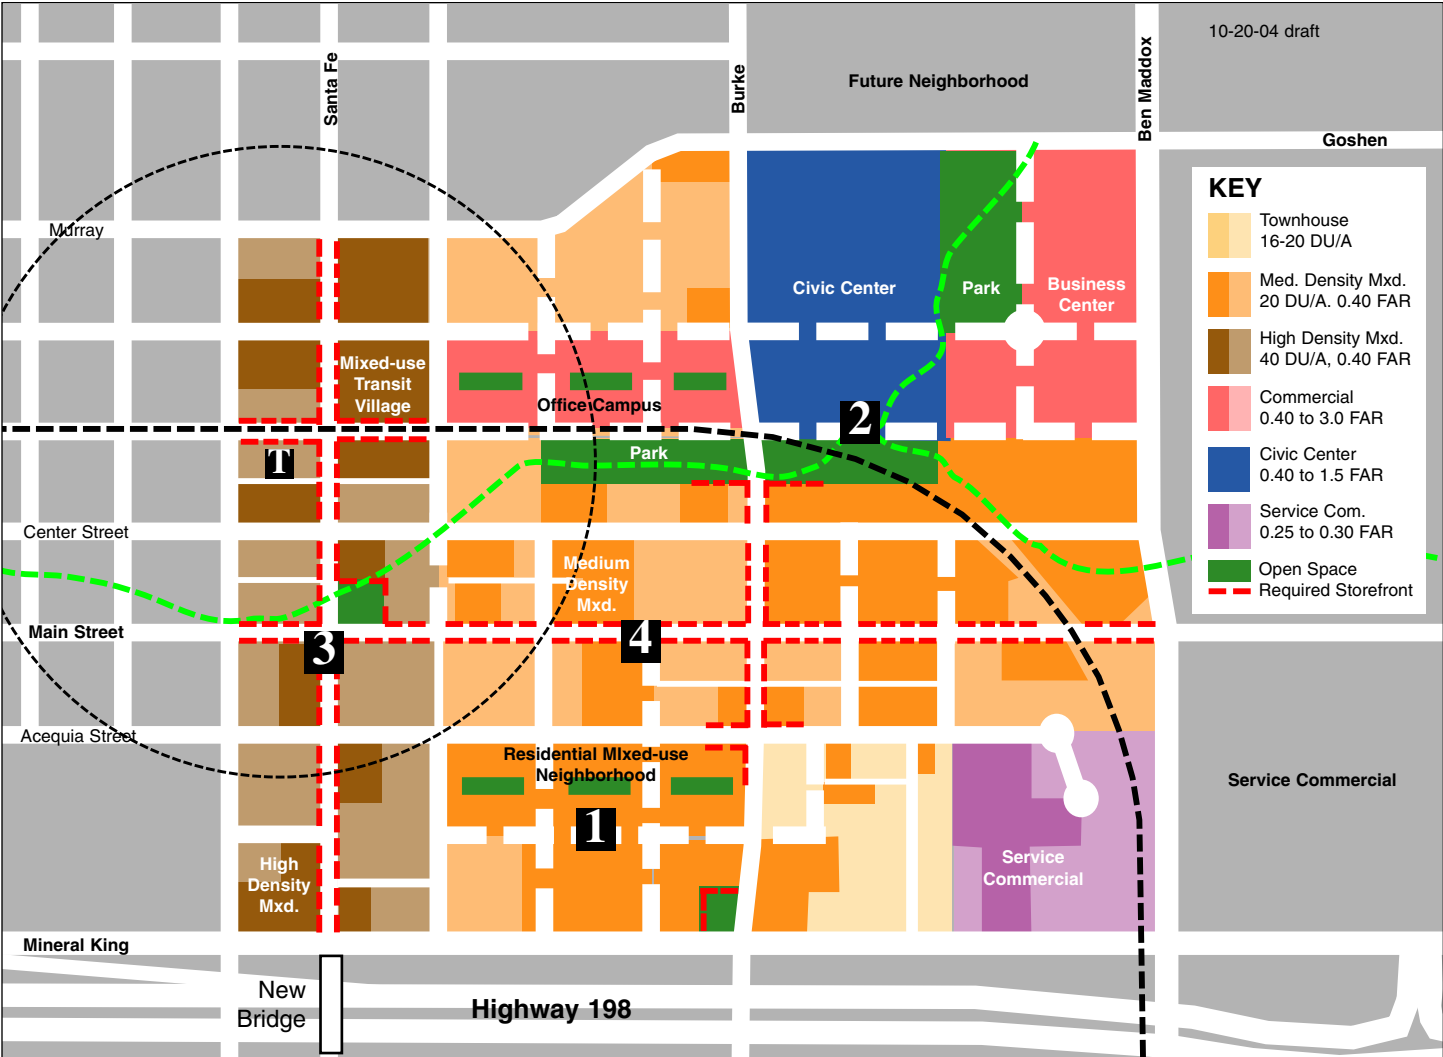 10-20-04 draft
Santa Fe
Burke
Ben Maddox
Future Neighborhood
Goshen
KEY
Townhouse
16-20 DU/A
Med. Density Mxd.
20 DU/A. 0.40 FAR
High Density Mxd.
40 DU/A, 0.40 FAR
Commercial
0.40 to 3.0 FAR
Civic Center
0.40 to 1.5 FAR
Service Com.
0.25 to 0.30 FAR
Open Space
Required Storefront
Murray
Civic Center
Park
Business
Center
Mixed-use
Transit
Village
Office Campus
2
Park
T
Center Street
Medium
Density
Mxd.
Main Street
3
4
Acequia Street
Residential MIxed-use
Neighborhood
Service Commercial
1
High
Density
Mxd.
Service
Commercial
Mineral King
New
Bridge
Highway 198